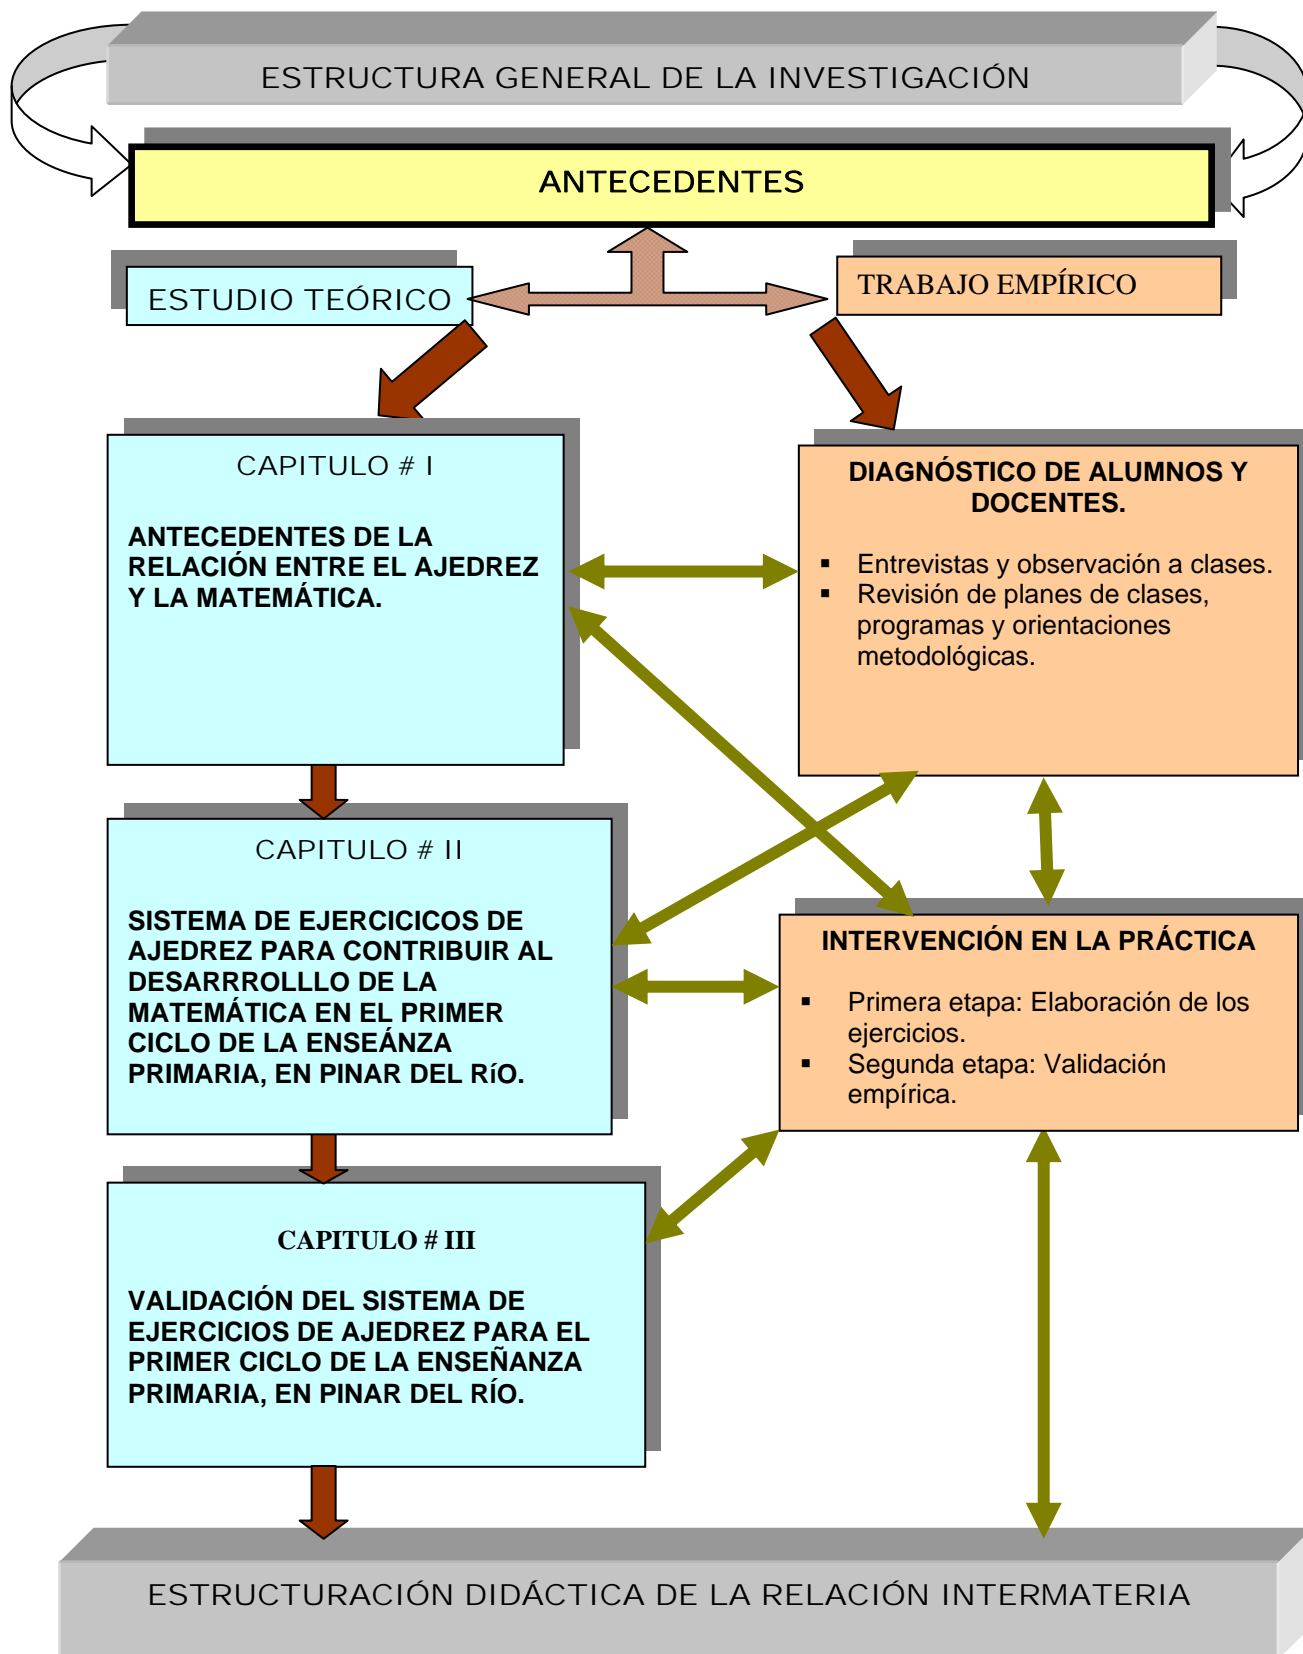 ESTRUCTURA GENERAL DE LA INVESTIGACIÓN
ANTECEDENTES
ESTUDIO TEÓRICO
TRABAJO EMPÍRICO
CAPITULO # I
ANTECEDENTES DE LA
RELACIÓN ENTRE EL AJEDREZ
Y LA MATEMÁTICA.
DIAGNÓSTICO DE ALUMNOS Y
DOCENTES.
▪ Entrevistas y observación a clases.
▪ Revisión de planes de clases,
programas y orientaciones
metodológicas.
CAPITULO # II
SISTEMA DE EJERCICICOS DE
AJEDREZ PARA CONTRIBUIR AL
DESARRROLLLO DE LA
MATEMÁTICA EN EL PRIMER
CICLO DE LA ENSEÁNZA
PRIMARIA, EN PINAR DEL RíO.
INTERVENCIÓN EN LA PRÁCTICA
▪ Primera etapa: Elaboración de los
ejercicios.
▪ Segunda etapa: Validación
empírica.
CAPITULO # III
VALIDACIÓN DEL SISTEMA DE
EJERCICIOS DE AJEDREZ PARA EL
PRIMER CICLO DE LA ENSEÑANZA
PRIMARIA, EN PINAR DEL RÍO.
ESTRUCTURACIÓN DIDÁCTICA DE LA RELACIÓN INTERMATERIA